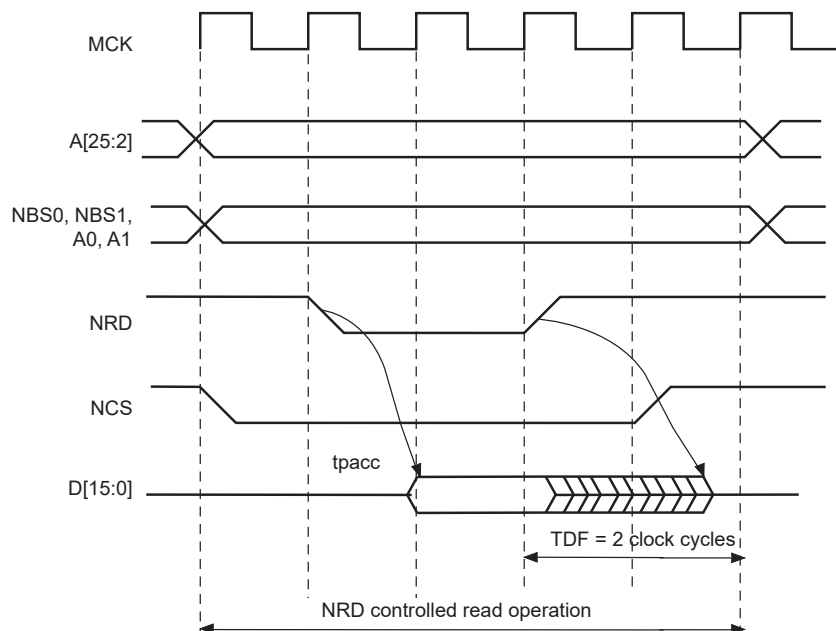 MCK
A[25:2]
NBS0, NBS1,
A0, A1
NRD
NCS
tpacc
D[15:0]
TDF = 2 clock cycles
NRD controlled read operation